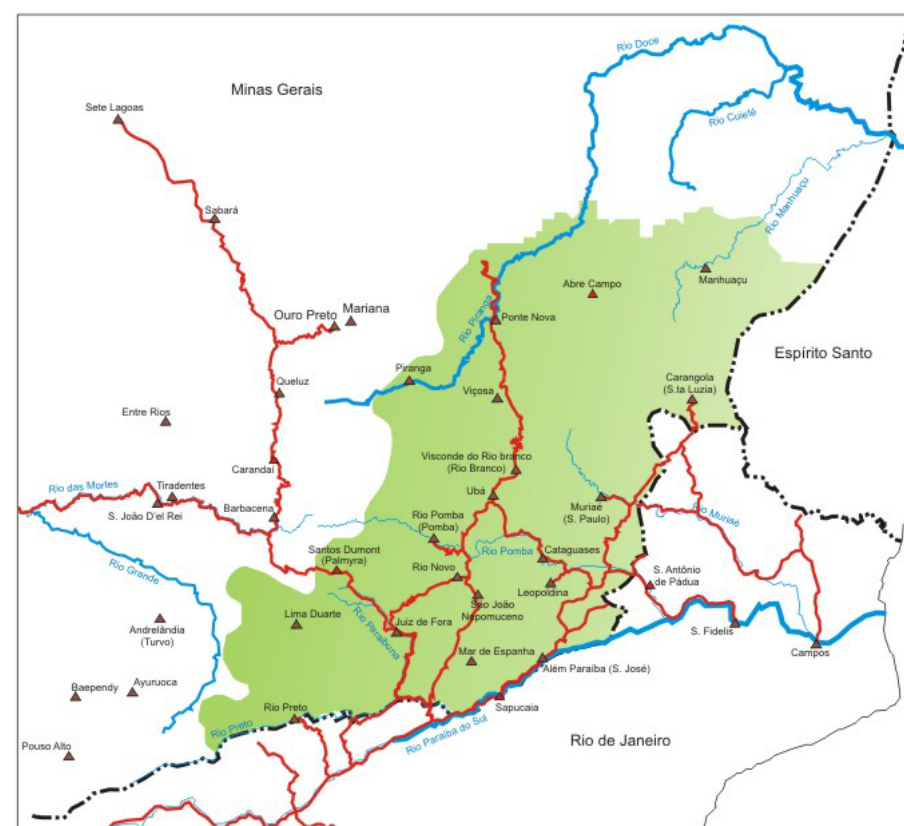 Rio Doce
Minas Gerais
Sete Lagoas
Rio Cuieté
Rio Manhuaçu
Sabará
Manhuaçu
Abre Campo
Ouro Preto
Mariana
Rio Piranga
Ponte Nova
Espírito Santo
Piranga
Queluz
Viçosa
Carangola
(S.ta Luzia)
Entre Rios
Visconde do Rio branco
(Rio Branco)
Carandaí
Rio das Mortes
Tiradentes
S. João D'el Rei
Barbacena
Ubá
Muriaé
(S. Paulo)
Rio Muriaé
Rio Pomba
(Pomba)
Santos Dumont
(Palmyra)
Rio Pomba
Cataguases
Rio Grande
Rio Novo
Leopoldina
S. Antônio
de Pádua
São João
Nepomuceno
Lima Duarte
Rio Paraibuna
Juiz de Fora
Andrelândia
(Turvo)
S. Fidelis
Campos
Mar de Espanha
Além Paraíba (S. José)
Baependy
Ayuruoca
Sapucaia
Rio Preto
Rio Preto
Rio Paraíba do Sul
Rio de Janeiro
Pouso Alto